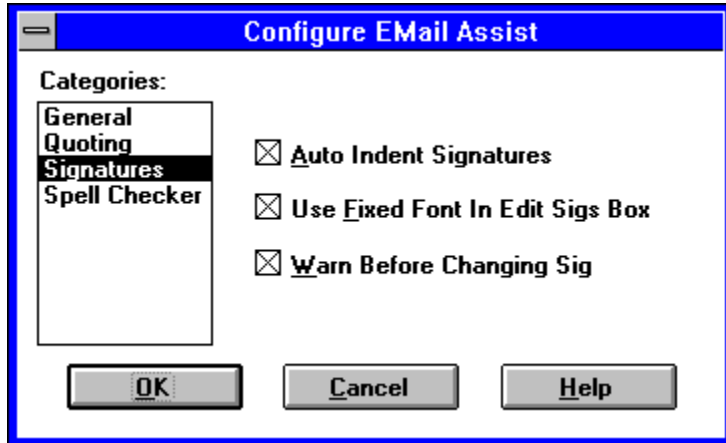 Configure EMail Assist
Categories:
General
Quoting
Signatures
Spell Checker
Auto Indent Signatures
Use Fixed Font In Edit Sigs Box
Warn Before Changing Sig
OK
Cancel
Help